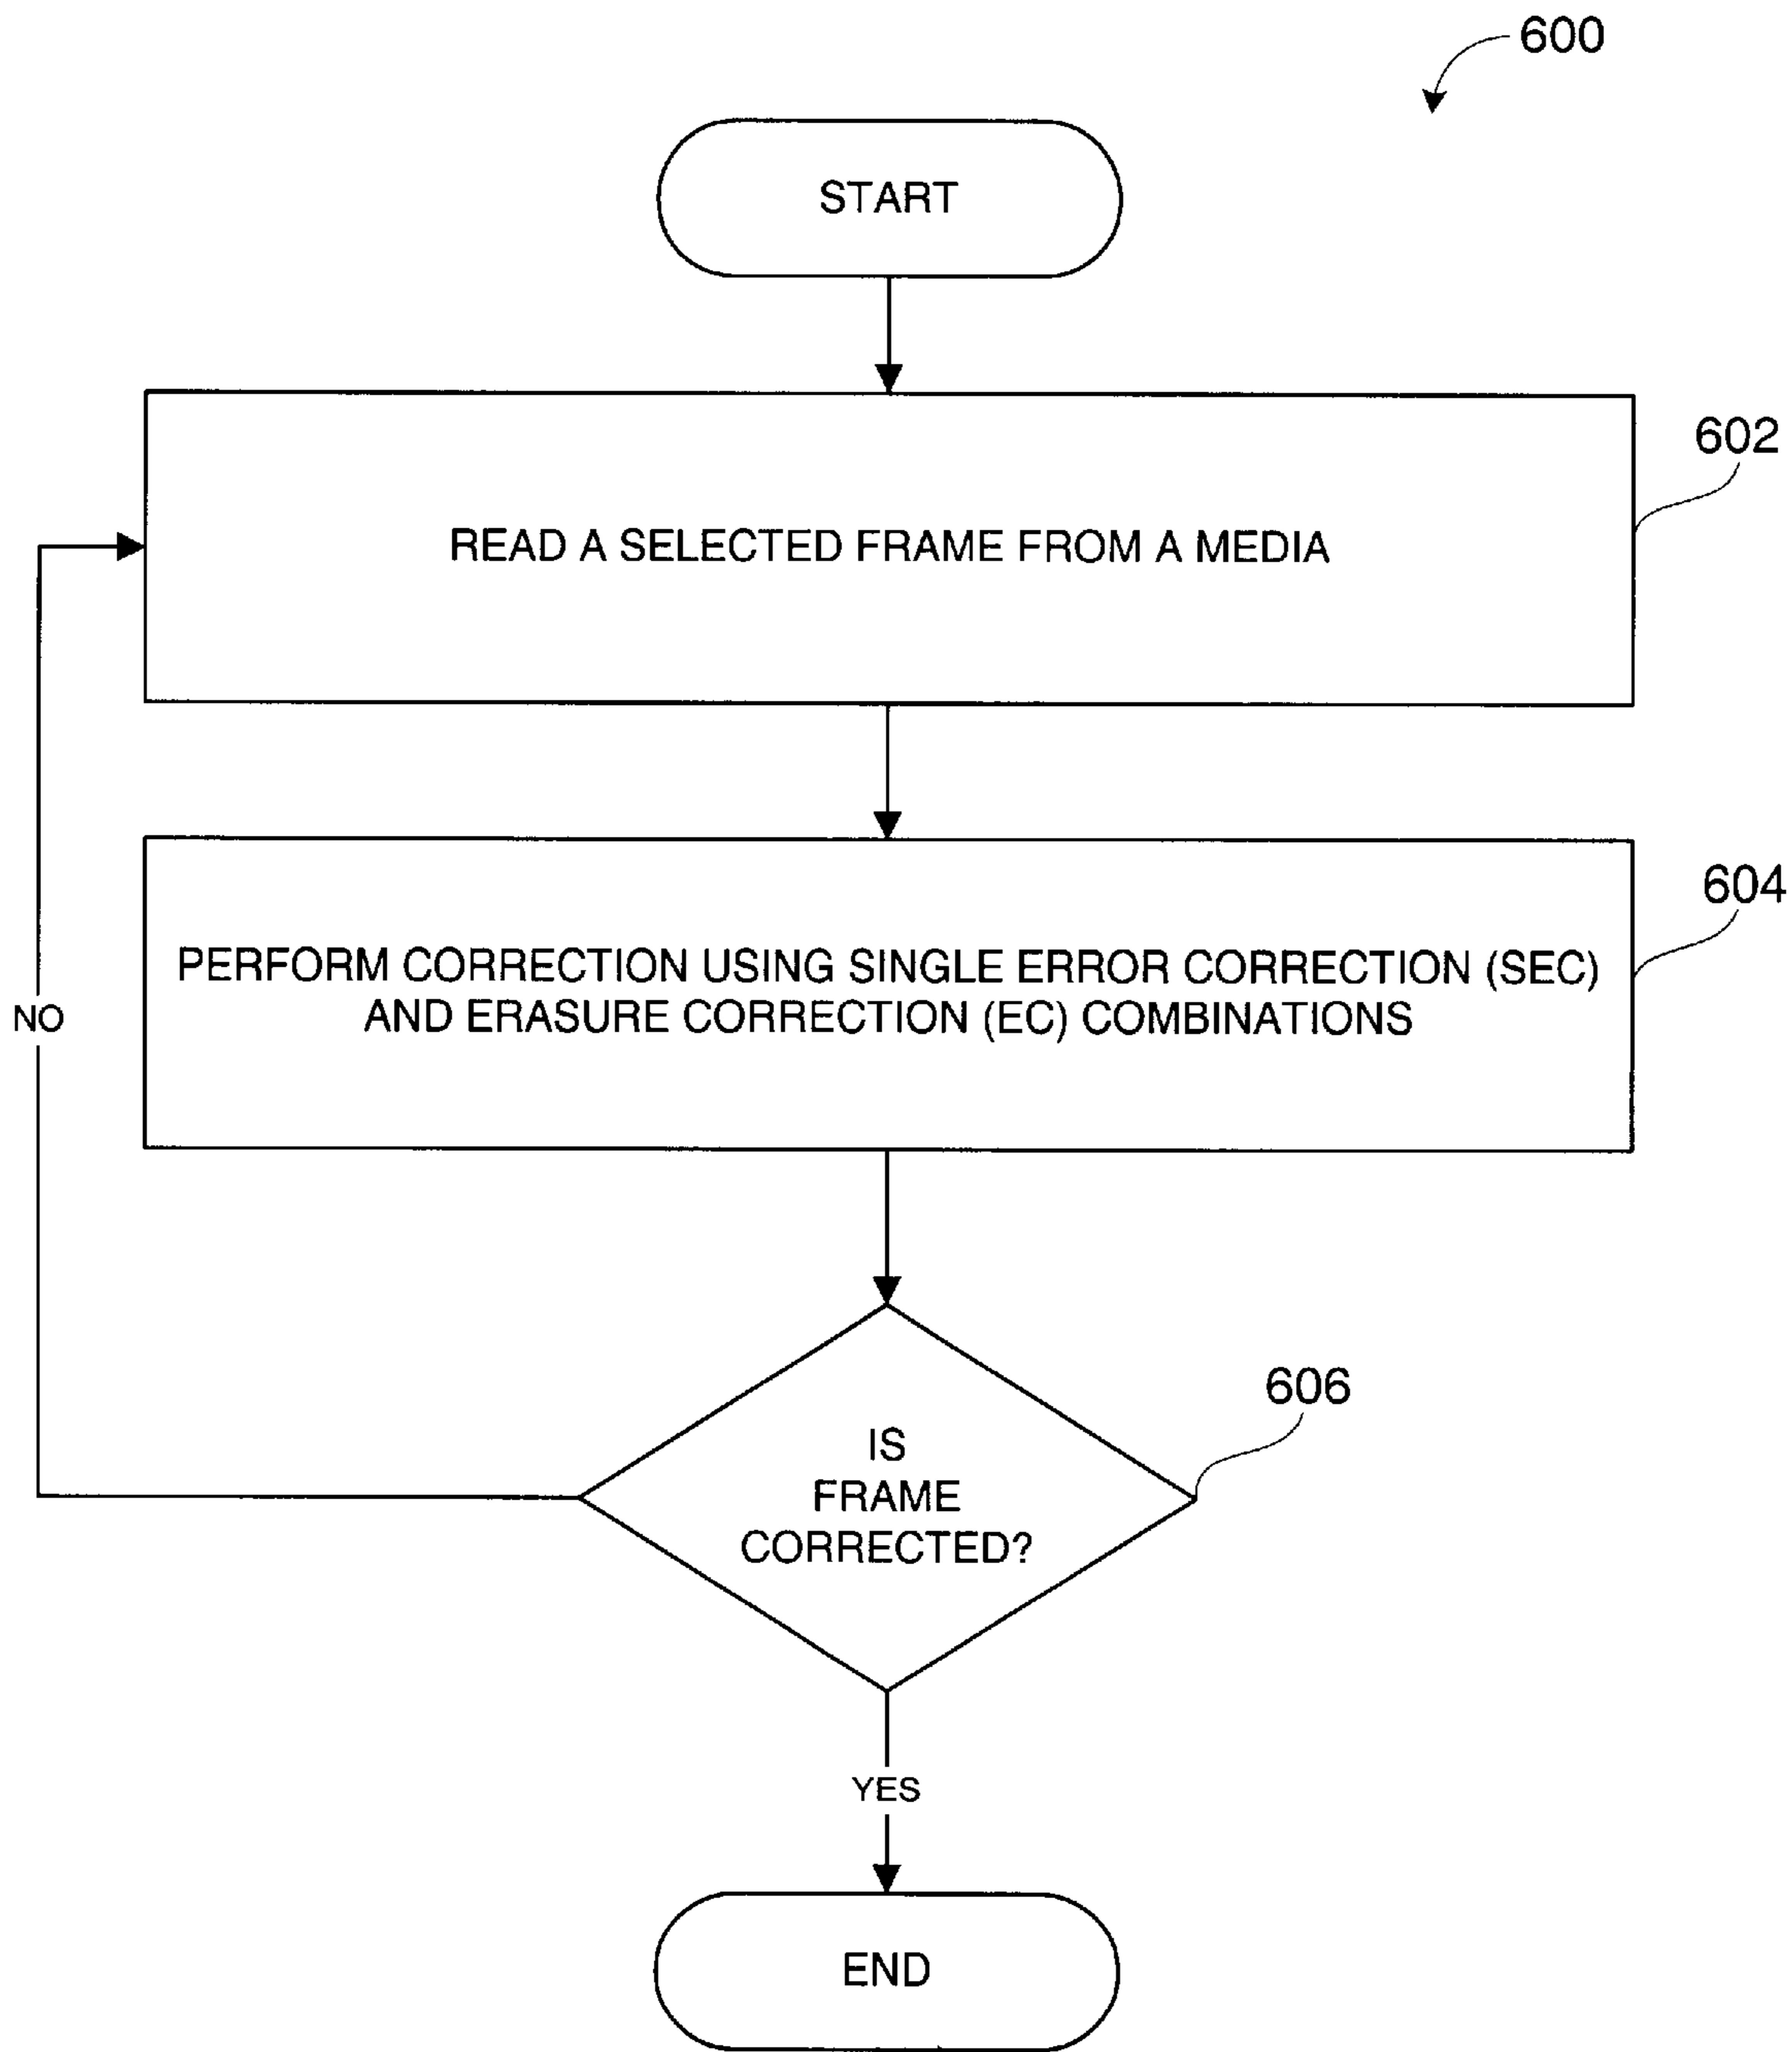 600
START
602
READ A SELECTED FRAME FROM A MEDIA
604
PERFORM CORRECTION USING SINGLE ERROR CORRECTION (SEC)
AND ERASURE CORRECTION (EC) COMBINATIONS
NO
606
IS
FRAME
CORRECTED?
YES
END